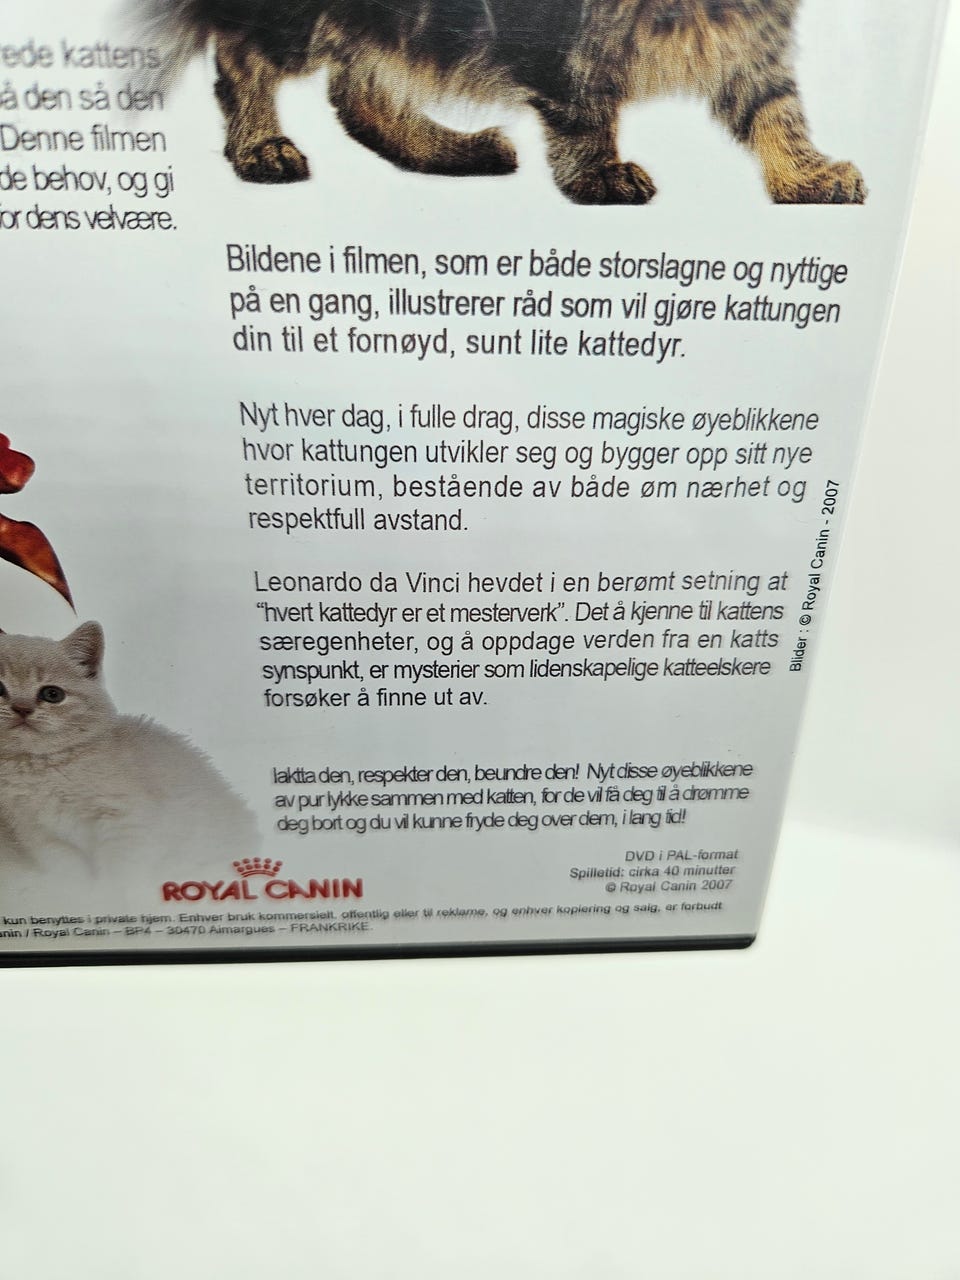 ede kattens
å den så den
Denne filmen
de behov, og gi
for dens velvære.
Bildene i filmen, som er både storslagne og nyttige
på en gang, illustrerer råd som vil gjøre kattungen
din til et fornøyd, sunt lite kattedyr.
Nyt hver dag, i fulle drag, disse magiske øyeblikkene
hvor kattungen utvikler seg og bygger opp sitt nye
territorium, bestående av både øm nærhet og
respektfull avstand.
Leonardo da Vinci hevdet i en berømt setning at
“hvert kattedyr er et mesterverk”. Det å kjenne til kattens
særegenheter, og å oppdage verden fra en katts
synspunkt, er mysterier som lidenskapelige katteelskere
forsøker å finne ut av.
Iaktta den, respekter den, beundre den! Nyt disse øyeblikkene
av pur lykke sammen med katten, for de vil få deg til å drømme
deg bort og du vil kunne fryde deg over dem, i lang tid!
Bilder : © Royal Canin - 2007
DVD i PAL-format
Spilletid: cirka 40 minutter
© Royal Canin 2007
ROYAL CANIN
kun benyttes i private hjem. Enhver bruk kommersielt, offentlig eller til reklame, og enhver kopiering og salg, er forbudt.
anin / Royal Canin – BP4 – 30470 Aimargues – FRANKRIKE.